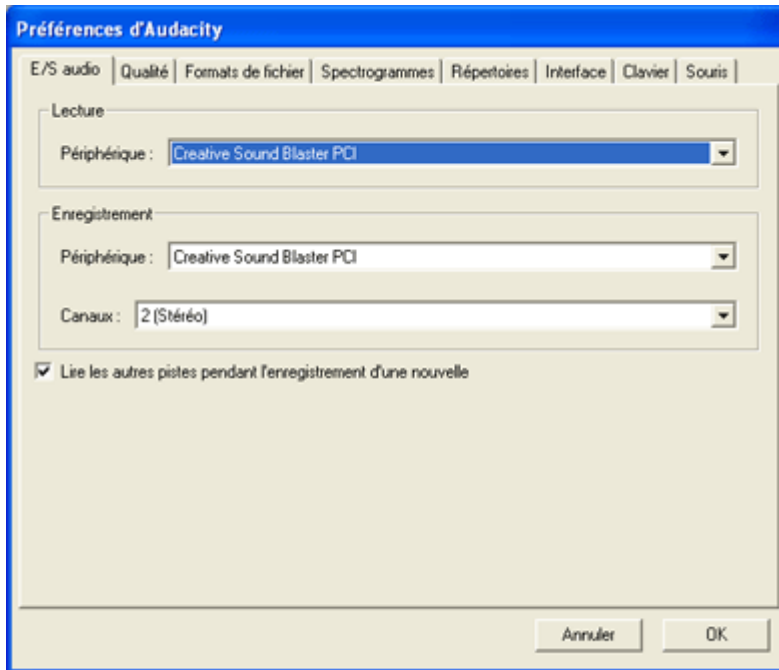 Préférences d'Audacity
E/S audio Qualité Formats de fichier Spectrogrammes Répertoires Interface Clavier Souris
Lecture
Périphérique : Creative Sound Blaster PCI
Enregistrement
Périphérique : Creative Sound Blaster PCI
Canaux : 2 (Stéréo)
Lire les autres pistes pendant l'enregistrement d'une nouvelle
Annuler OK